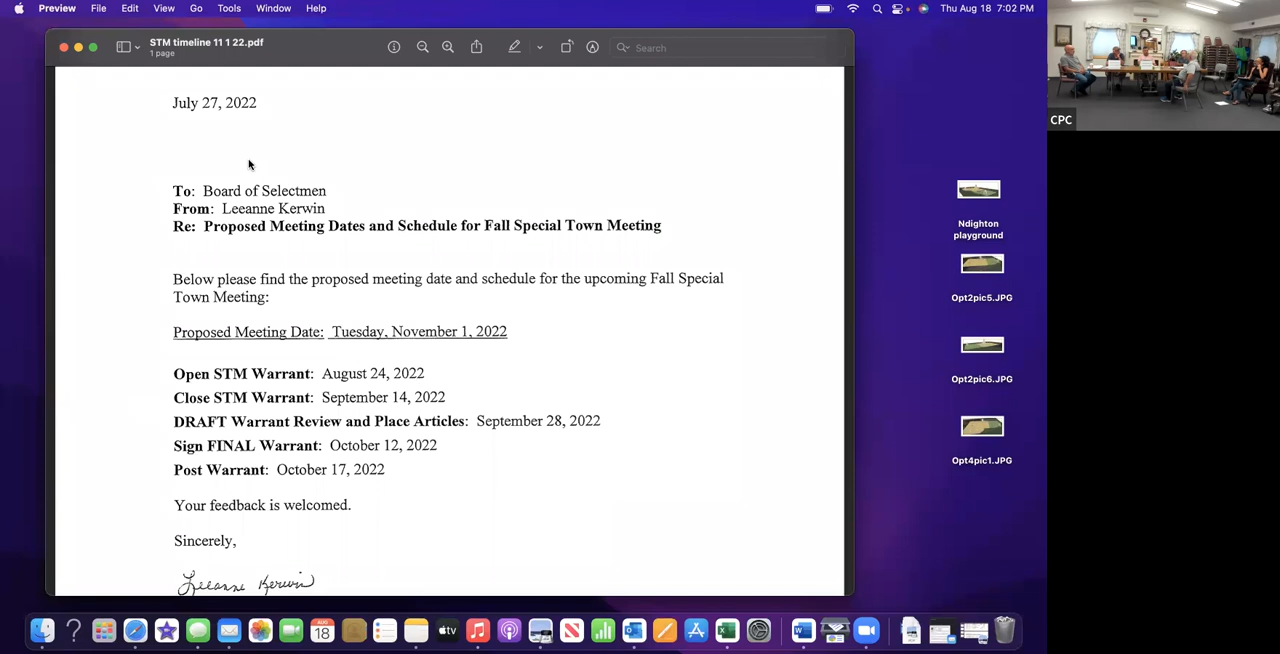 Preview File Edit View Go Tools Window Help
Thu Aug 18 7:02 PM
STM timeline 11 1 22.pdf
1 page
Search
July 27, 2022
To: Board of Selectmen
From: Leeanne Kerwin
Re: Proposed Meeting Dates and Schedule for Fall Special Town Meeting
Below please find the proposed meeting date and schedule for the upcoming Fall Special
Town Meeting:
Proposed Meeting Date: Tuesday, November 1, 2022
Open STM Warrant: August 24, 2022
Close STM Warrant: September 14, 2022
DRAFT Warrant Review and Place Articles: September 28, 2022
Sign FINAL Warrant: October 12, 2022
Post Warrant: October 17, 2022
Your feedback is welcomed.
Sincerely,
Leeanne Kerwin
Ndighton
playground
Opt2pic5.JPG
Opt2pic6.JPG
Opt4pic1.JPG
CPC
AUG
18
tv